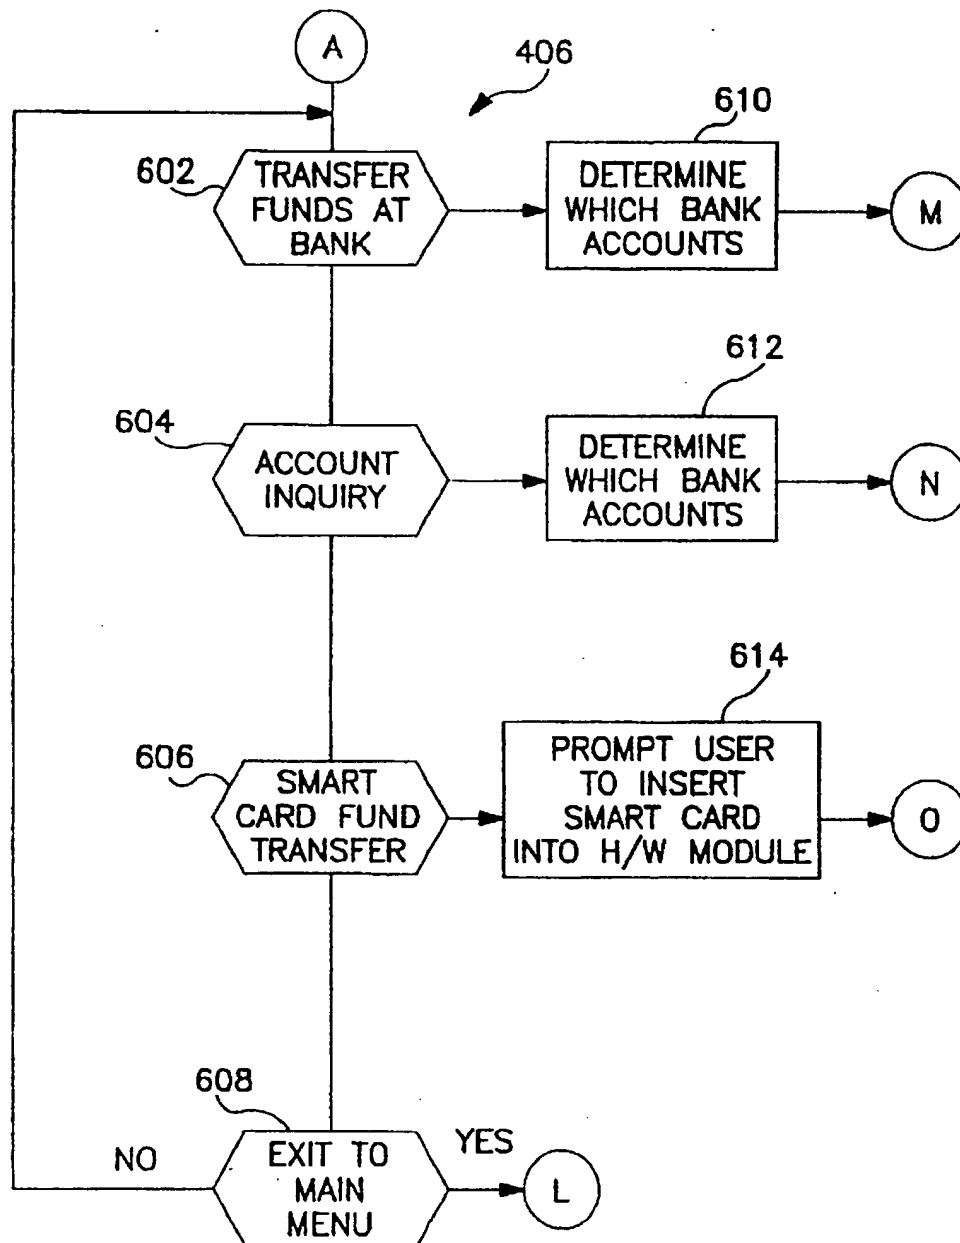 A
406
602
TRANSFER
FUNDS AT
BANK
610
DETERMINE
WHICH BANK
ACCOUNTS
M
604
ACCOUNT
INQUIRY
612
DETERMINE
WHICH BANK
ACCOUNTS
N
606
SMART
CARD FUND
TRANSFER
614
PROMPT USER
TO INSERT
SMART CARD
INTO H/W MODULE
O
608
NO
EXIT TO
MAIN
MENU
YES
L